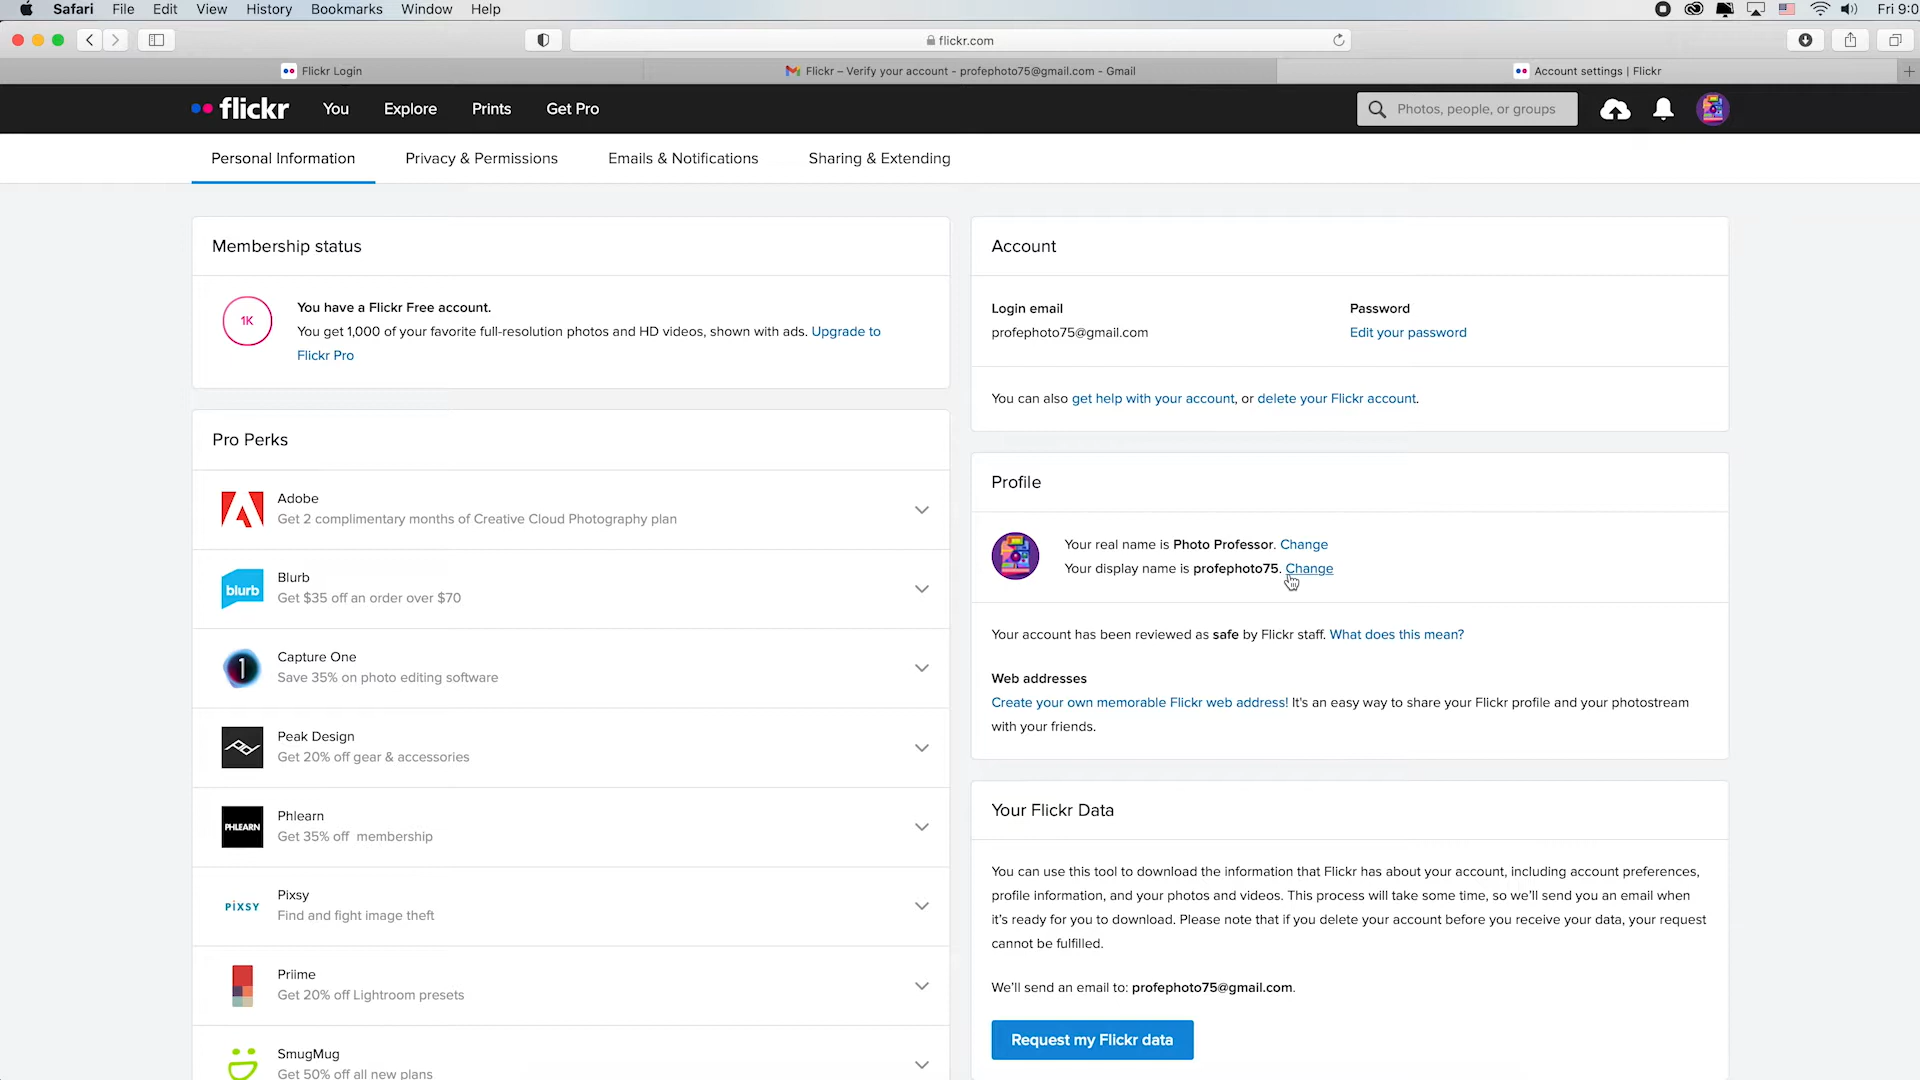 Safari File Edit View History Bookmarks Window Help
Fri 9:0
flickr.com
Flickr Login
Flickr – Verify your account - profephoto75@gmail.com - Gmail
Account settings | Flickr
flickr You Explore Prints Get Pro
Photos, people, or groups
Personal Information Privacy & Permissions Emails & Notifications Sharing & Extending
Membership status
1K
You have a Flickr Free account.
You get 1,000 of your favorite full-resolution photos and HD videos, shown with ads. Upgrade to
Flickr Pro
Pro Perks
Adobe
Get 2 complimentary months of Creative Cloud Photography plan
blurb
Blurb
Get $35 off an order over $70
1
Capture One
Save 35% on photo editing software
Peak Design
Get 20% off gear & accessories
PHLEARN
Phlearn
Get 35% off membership
PIXSY
Pixsy
Find and fight image theft
Priime
Get 20% off Lightroom presets
SmugMug
Get 50% off all new plans
Account
Login email
profephoto75@gmail.com
Password
Edit your password
You can also get help with your account, or delete your Flickr account.
Profile
Your real name is Photo Professor. Change
Your display name is profephoto75. Change
Your account has been reviewed as safe by Flickr staff. What does this mean?
Web addresses
Create your own memorable Flickr web address! It's an easy way to share your Flickr profile and your photostream
with your friends.
Your Flickr Data
You can use this tool to download the information that Flickr has about your account, including account preferences,
profile information, and your photos and videos. This process will take some time, so we'll send you an email when
it's ready for you to download. Please note that if you delete your account before you receive your data, your request
cannot be fulfilled.
We'll send an email to: profephoto75@gmail.com.
Request my Flickr data